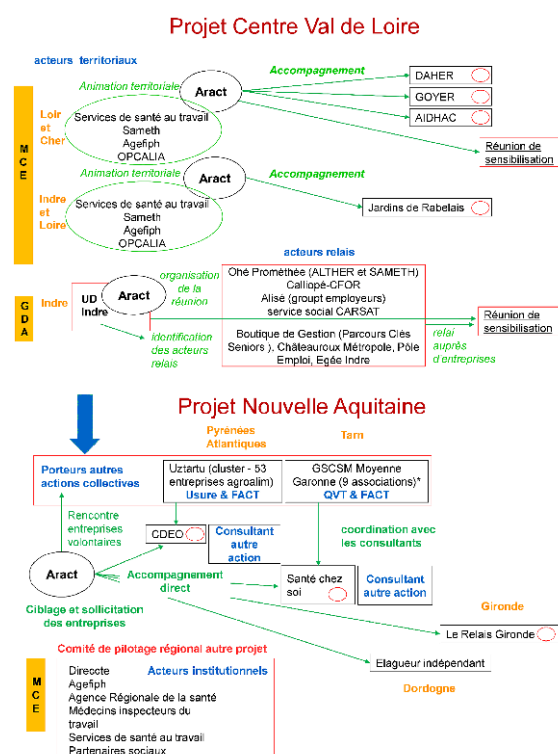 Projet Centre Val de Loire
acteurs territoriaux
Animation territoriale
Aract
Accompagnement
DAHER
GOYER
AIDHAC
Loir
et
Cher
Services de santé au travail
Sameth
Agefiph
OPCALIA
Réunion de
sensibilisation
M
C
E
Animation territoriale
Aract
Accompagnement
Indre
et
Loire
Services de santé au travail
Sameth
Agefiph
OPCALIA
Jardins de Rabelais
acteurs relais
organisation
de la
réunion
Ohé Prométhée (ALTHER et SAMETH)
Calliopé-CFOR
Alisé (groupt employeurs)
service social CARSAT
G
D
A
Indre
UD
Indre
Aract
Réunion de
sensibilisation
identification
des acteurs
relais
Boutique de Gestion (Parcours Clés
Seniors ), Châteauroux Métropole, Pôle
Emploi, Egée Indre
relai
auprès
d'entreprises
Projet Nouvelle Aquitaine
Pyrénées
Atlantiques
Tarn
Porteurs autres
actions collectives
Uztartu (cluster - 53
entreprises agroalim)
Usure & FACT
GSCSM Moyenne
Garonne (9 associations)*
QVT & FACT
Rencontre
entreprises
volontaires
CDEO
Consultant
autre
action
coordination avec
les consultants
Aract
Accompagnement
direct
Santé chez
soi
Consultant
autre action
Ciblage et sollicitation
des entreprises
Gironde
Le Relais Gironde
Comité de pilotage régional autre projet
Elagueur indépendant
Dordogne
M
C
E
Direccte
Acteurs institutionnels
Agefiph
Agence Régionale de la santé
Médecins inspecteurs du
travail
Services de santé au travail
Partenaires sociaux